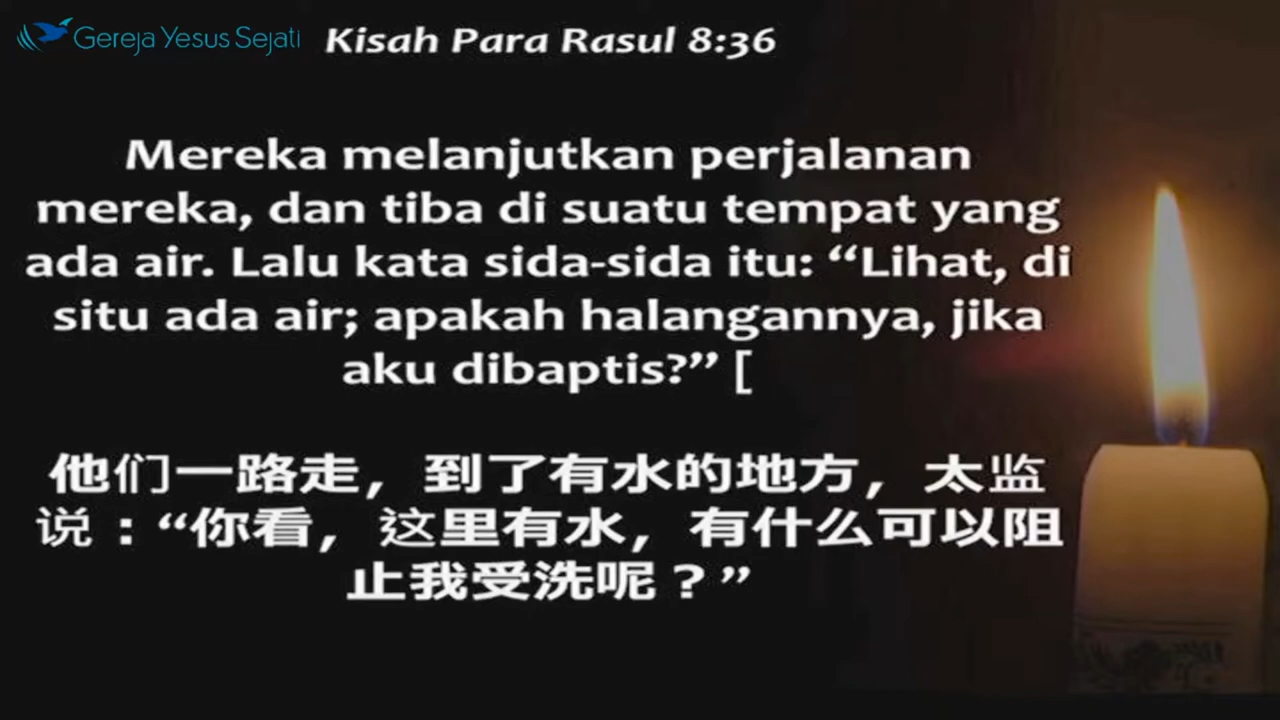 Gereja Yesus Sejati
Kisah Para Rasul 8:36
Mereka melanjutkan perjalanan
mereka, dan tiba di suatu tempat yang
ada air. Lalu kata sida-sida itu: “Lihat, di
situ ada air; apakah halangannya, jika
aku dibaptis?” [
他们一路走，到了有水的地方，太监
说：“你看，这里有水，有什么可以阻
止我受洗呢？”